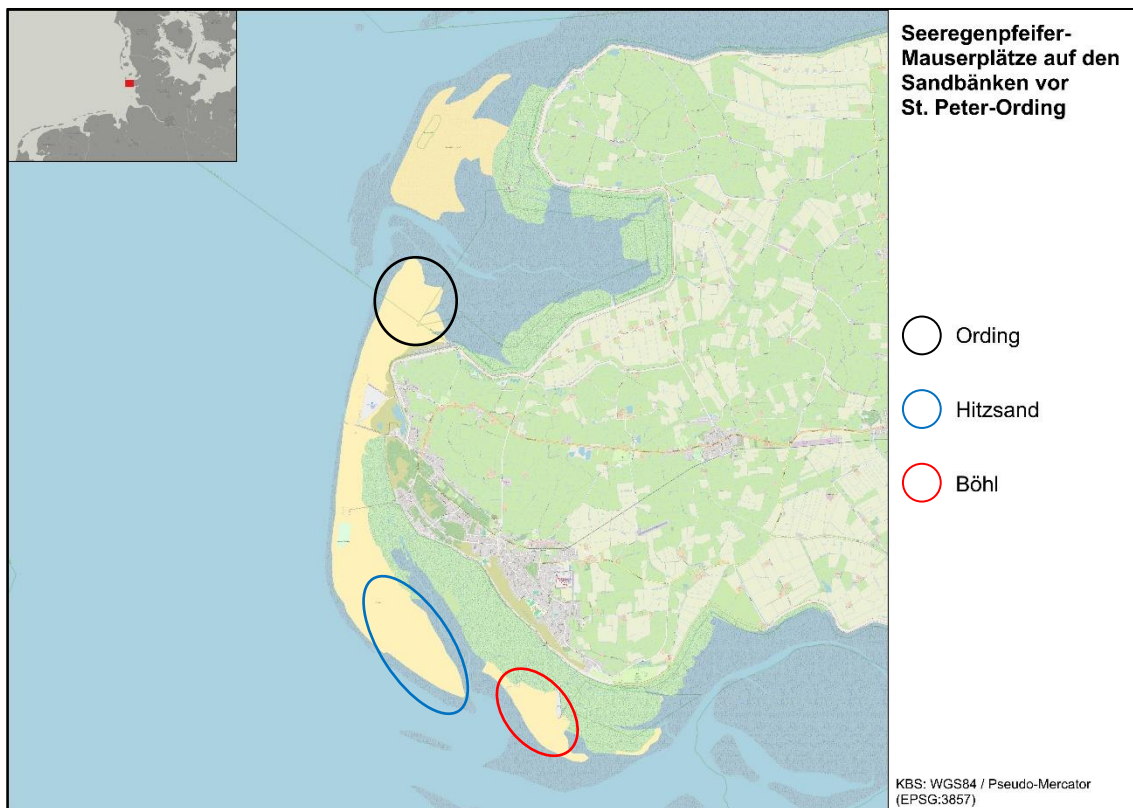 Seeregenpfeifer-
Mauserplätze auf den
Sandbänken vor
St. Peter-Ording
Ording
Hitzsand
Böhl
KBS: WGS84 / Pseudo-Mercator
(EPSG:3857)